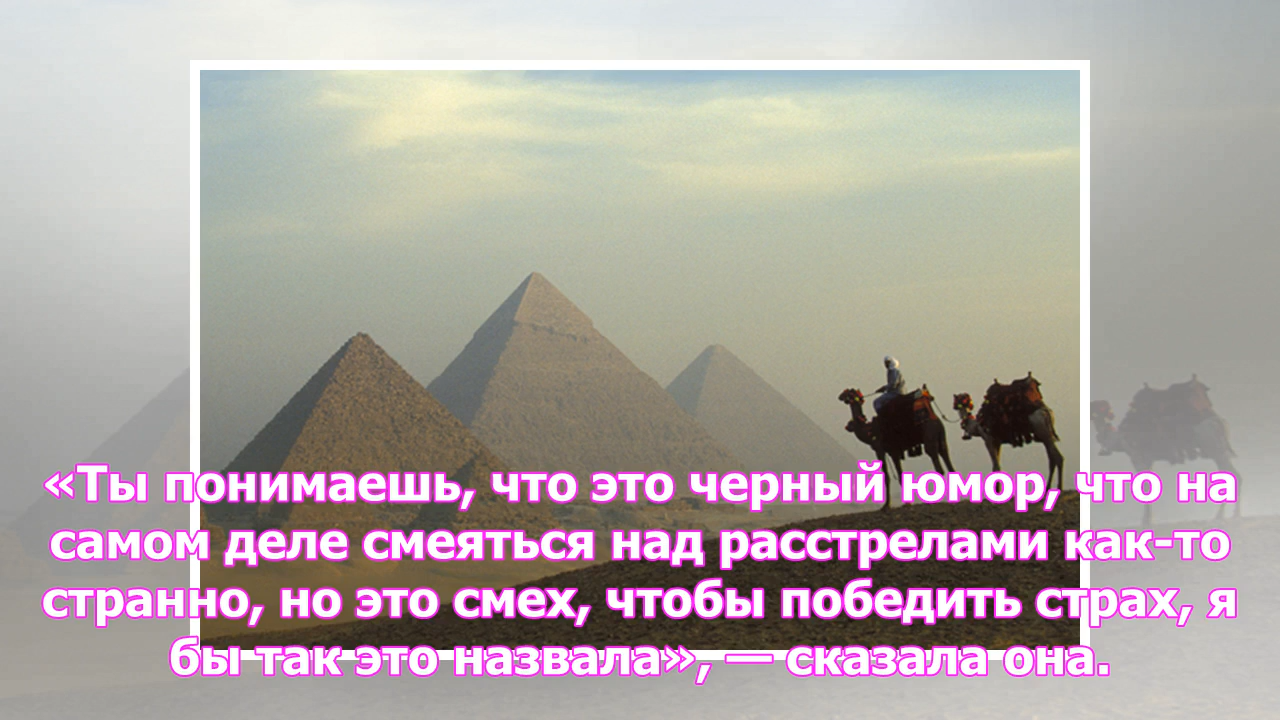 «Ты понимаешь, что это черный юмор, что на
самом деле смеяться над расстрелами как-то
странно, но это смех, чтобы победить страх, я
бы так это назвала», — сказала она.